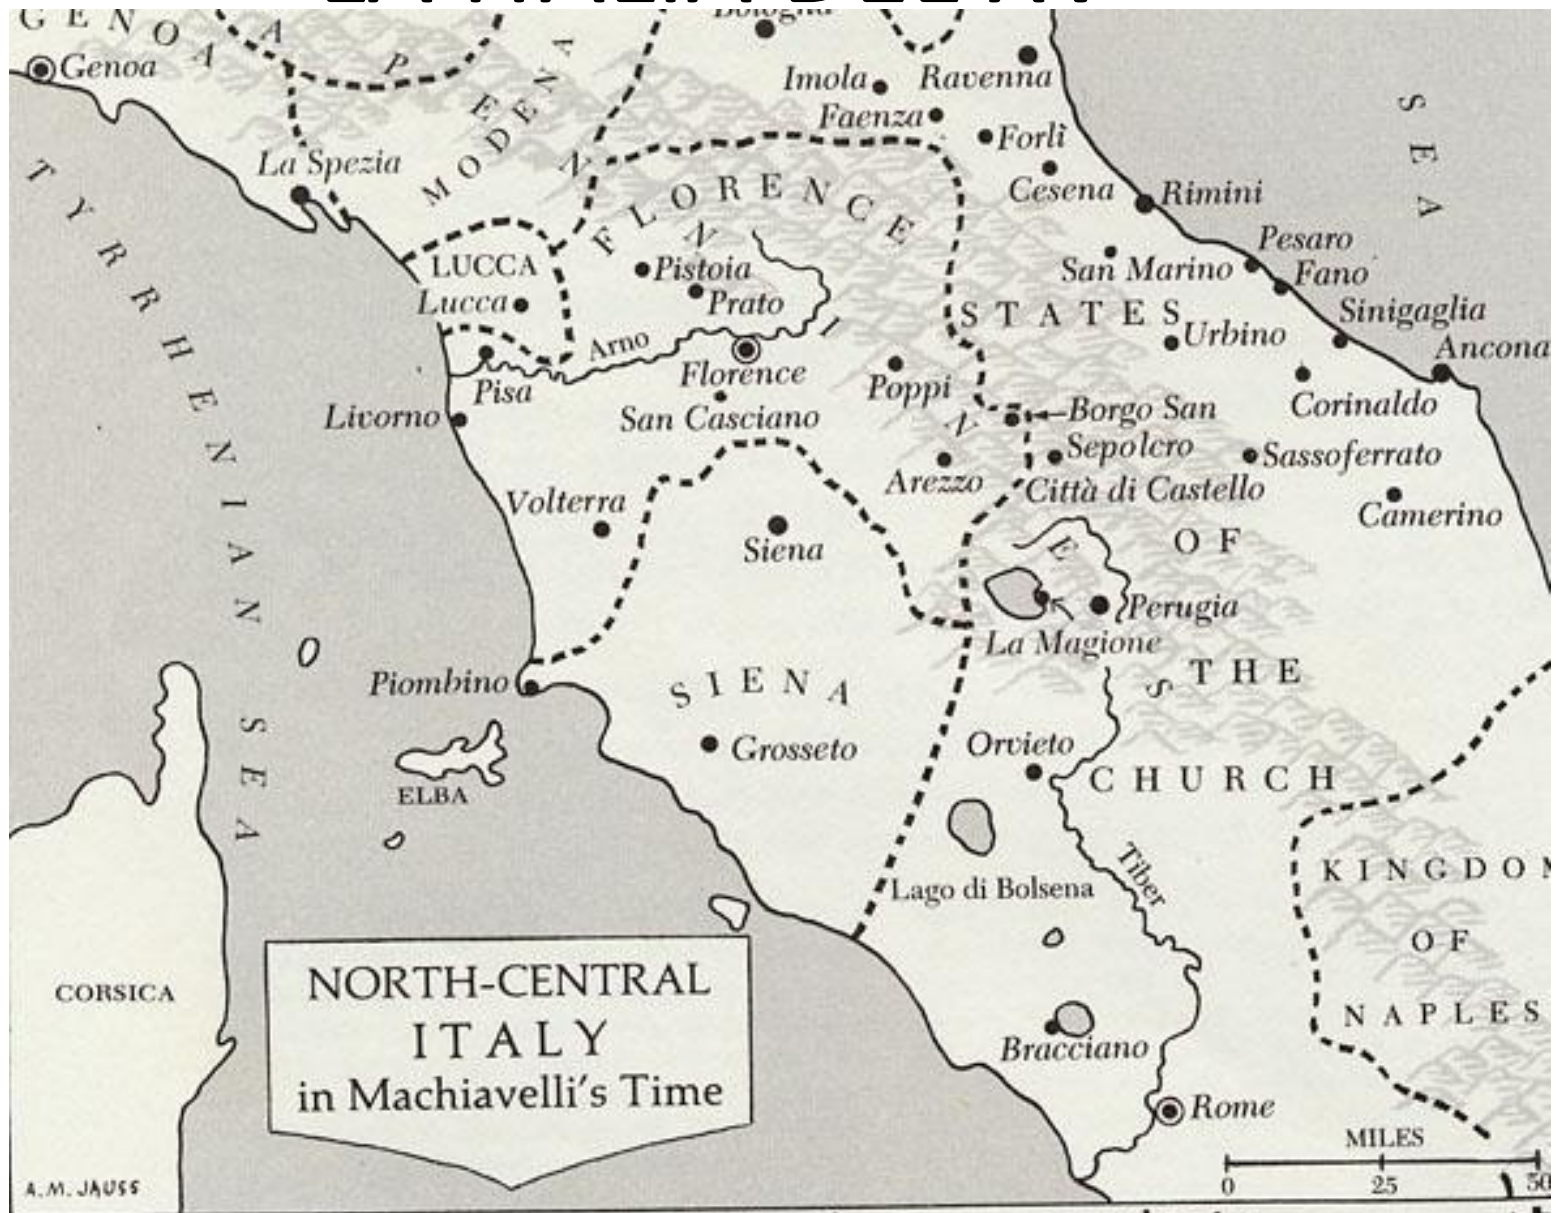 GENOA
Genoa
Bologna
Imola
Ravenna
Faenza
Forlì
Cesena
Rimini
La Spezia
MODENA
APENNINES
FLORENCE
SEA
Pesaro
San Marino
Fano
LUCCA
Lucca
Pistoia
Prato
Arno
STATES
Sinigaglia
Urbino
Ancona
Florence
Poppi
Pisa
San Casciano
Livorno
Borgo San
Sepolcro
Corinaldo
Arezzo
Città di Castello
Sassoferrato
Camerino
Volterra
Siena
OF
TYRRHENIAN SEA
Perugia
La Magione
THE
Piombino
SIENA
Grosseto
Orvieto
CHURCH
ELBA
Tiber
Lago di Bolsena
KINGDOM
OF
NAPLES
CORSICA
NORTH-CENTRAL
ITALY
in Machiavelli's Time
Bracciano
Rome
MILES
0 25 50
A.M. JAUSS